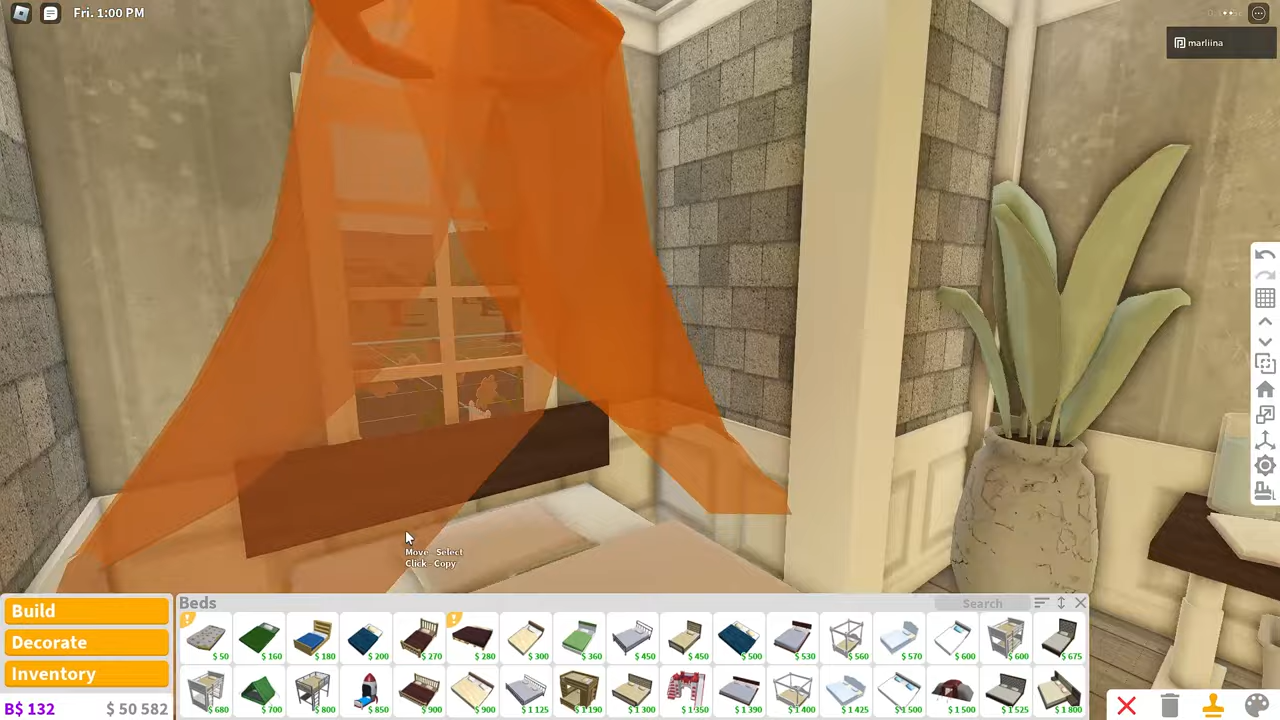 Fri. 1:00 PM
marliina
Move - Select
Click - Copy
Build
Decorate
Inventory
B$ 132
$ 50 582
Beds
Search
$ 50
$ 160
$ 180
$ 200
$ 270
$ 280
$ 300
$ 360
$ 450
$ 450
$ 500
$ 530
$ 560
$ 570
$ 600
$ 600
$ 675
$ 680
$ 700
$ 800
$ 850
$ 900
$ 900
$ 1 125
$ 1 190
$ 1 300
$ 1 350
$ 1 390
$ 1 400
$ 1 425
$ 1 500
$ 1 500
$ 1 525
$ 1 800